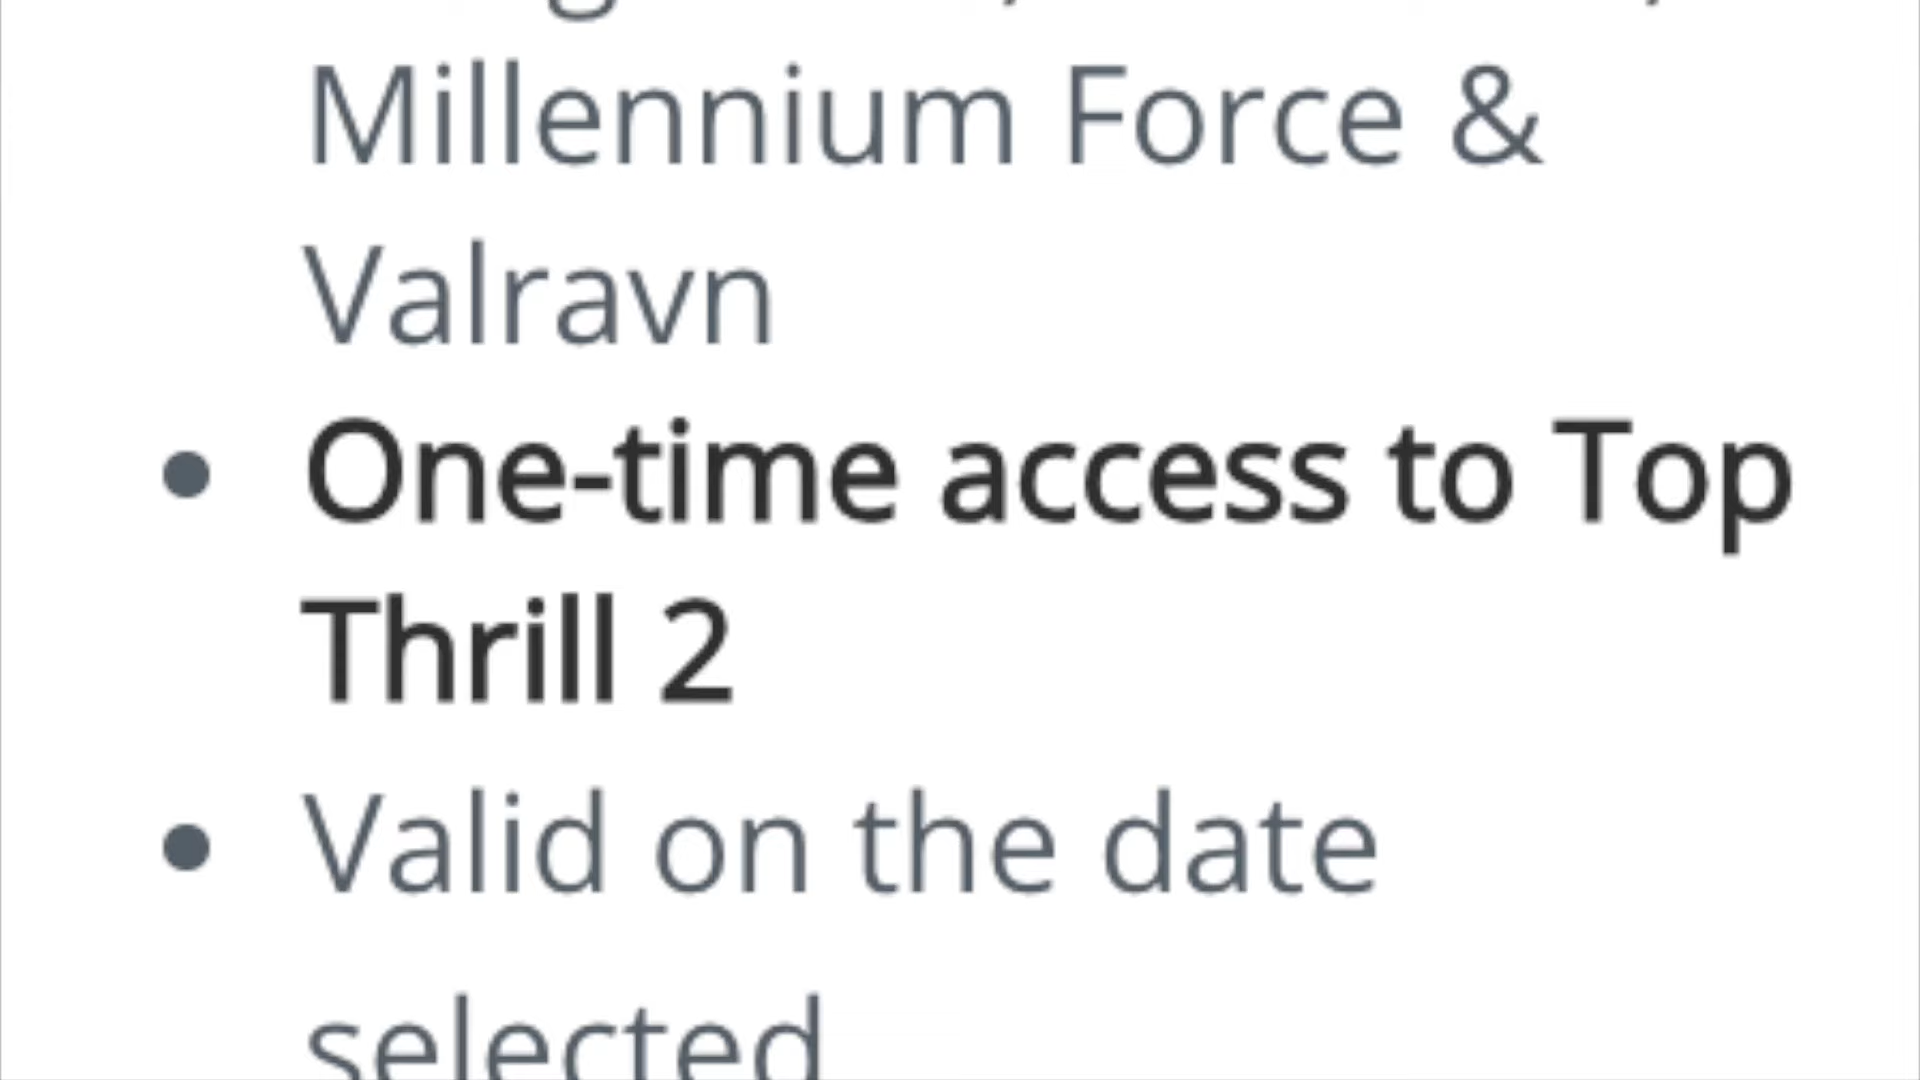 Millennium Force &
Valravn
• One-time access to Top
Thrill 2
• Valid on the date
selected